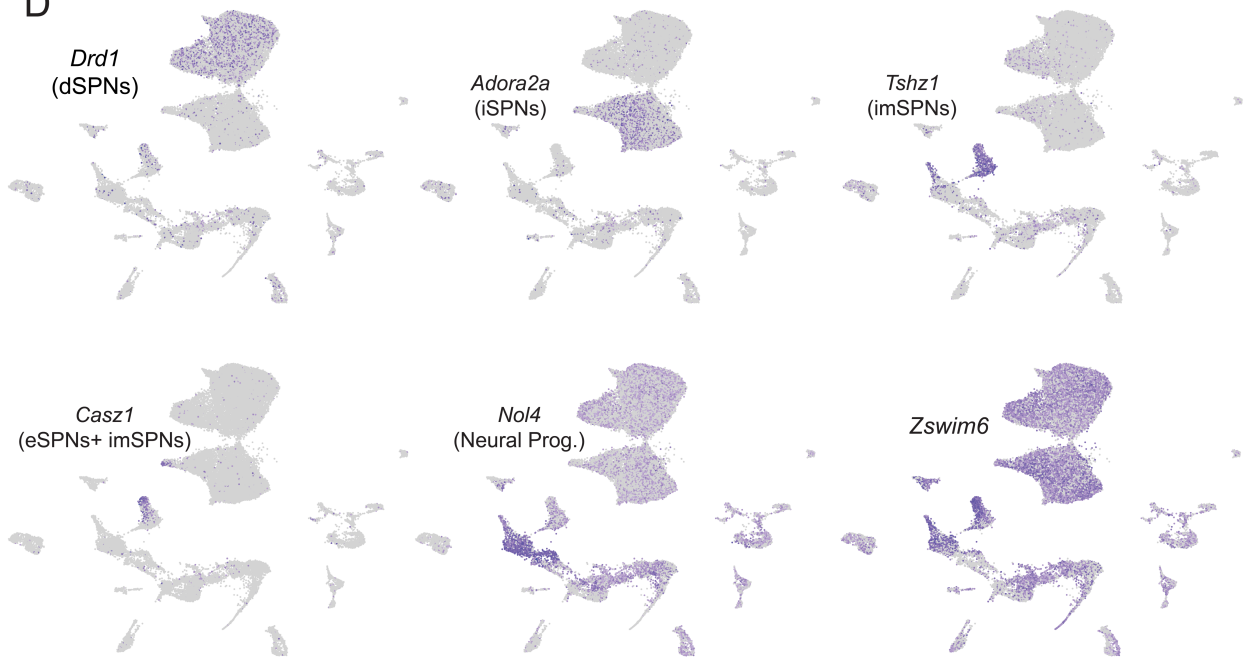 D
Drd1
(dSPNs)
Adora2a
(iSPNs)
Tshz1
(imSPNs)
Casz1
(eSPNs+ imSPNs)
Nol4
(Neural Prog.)
Zswim6